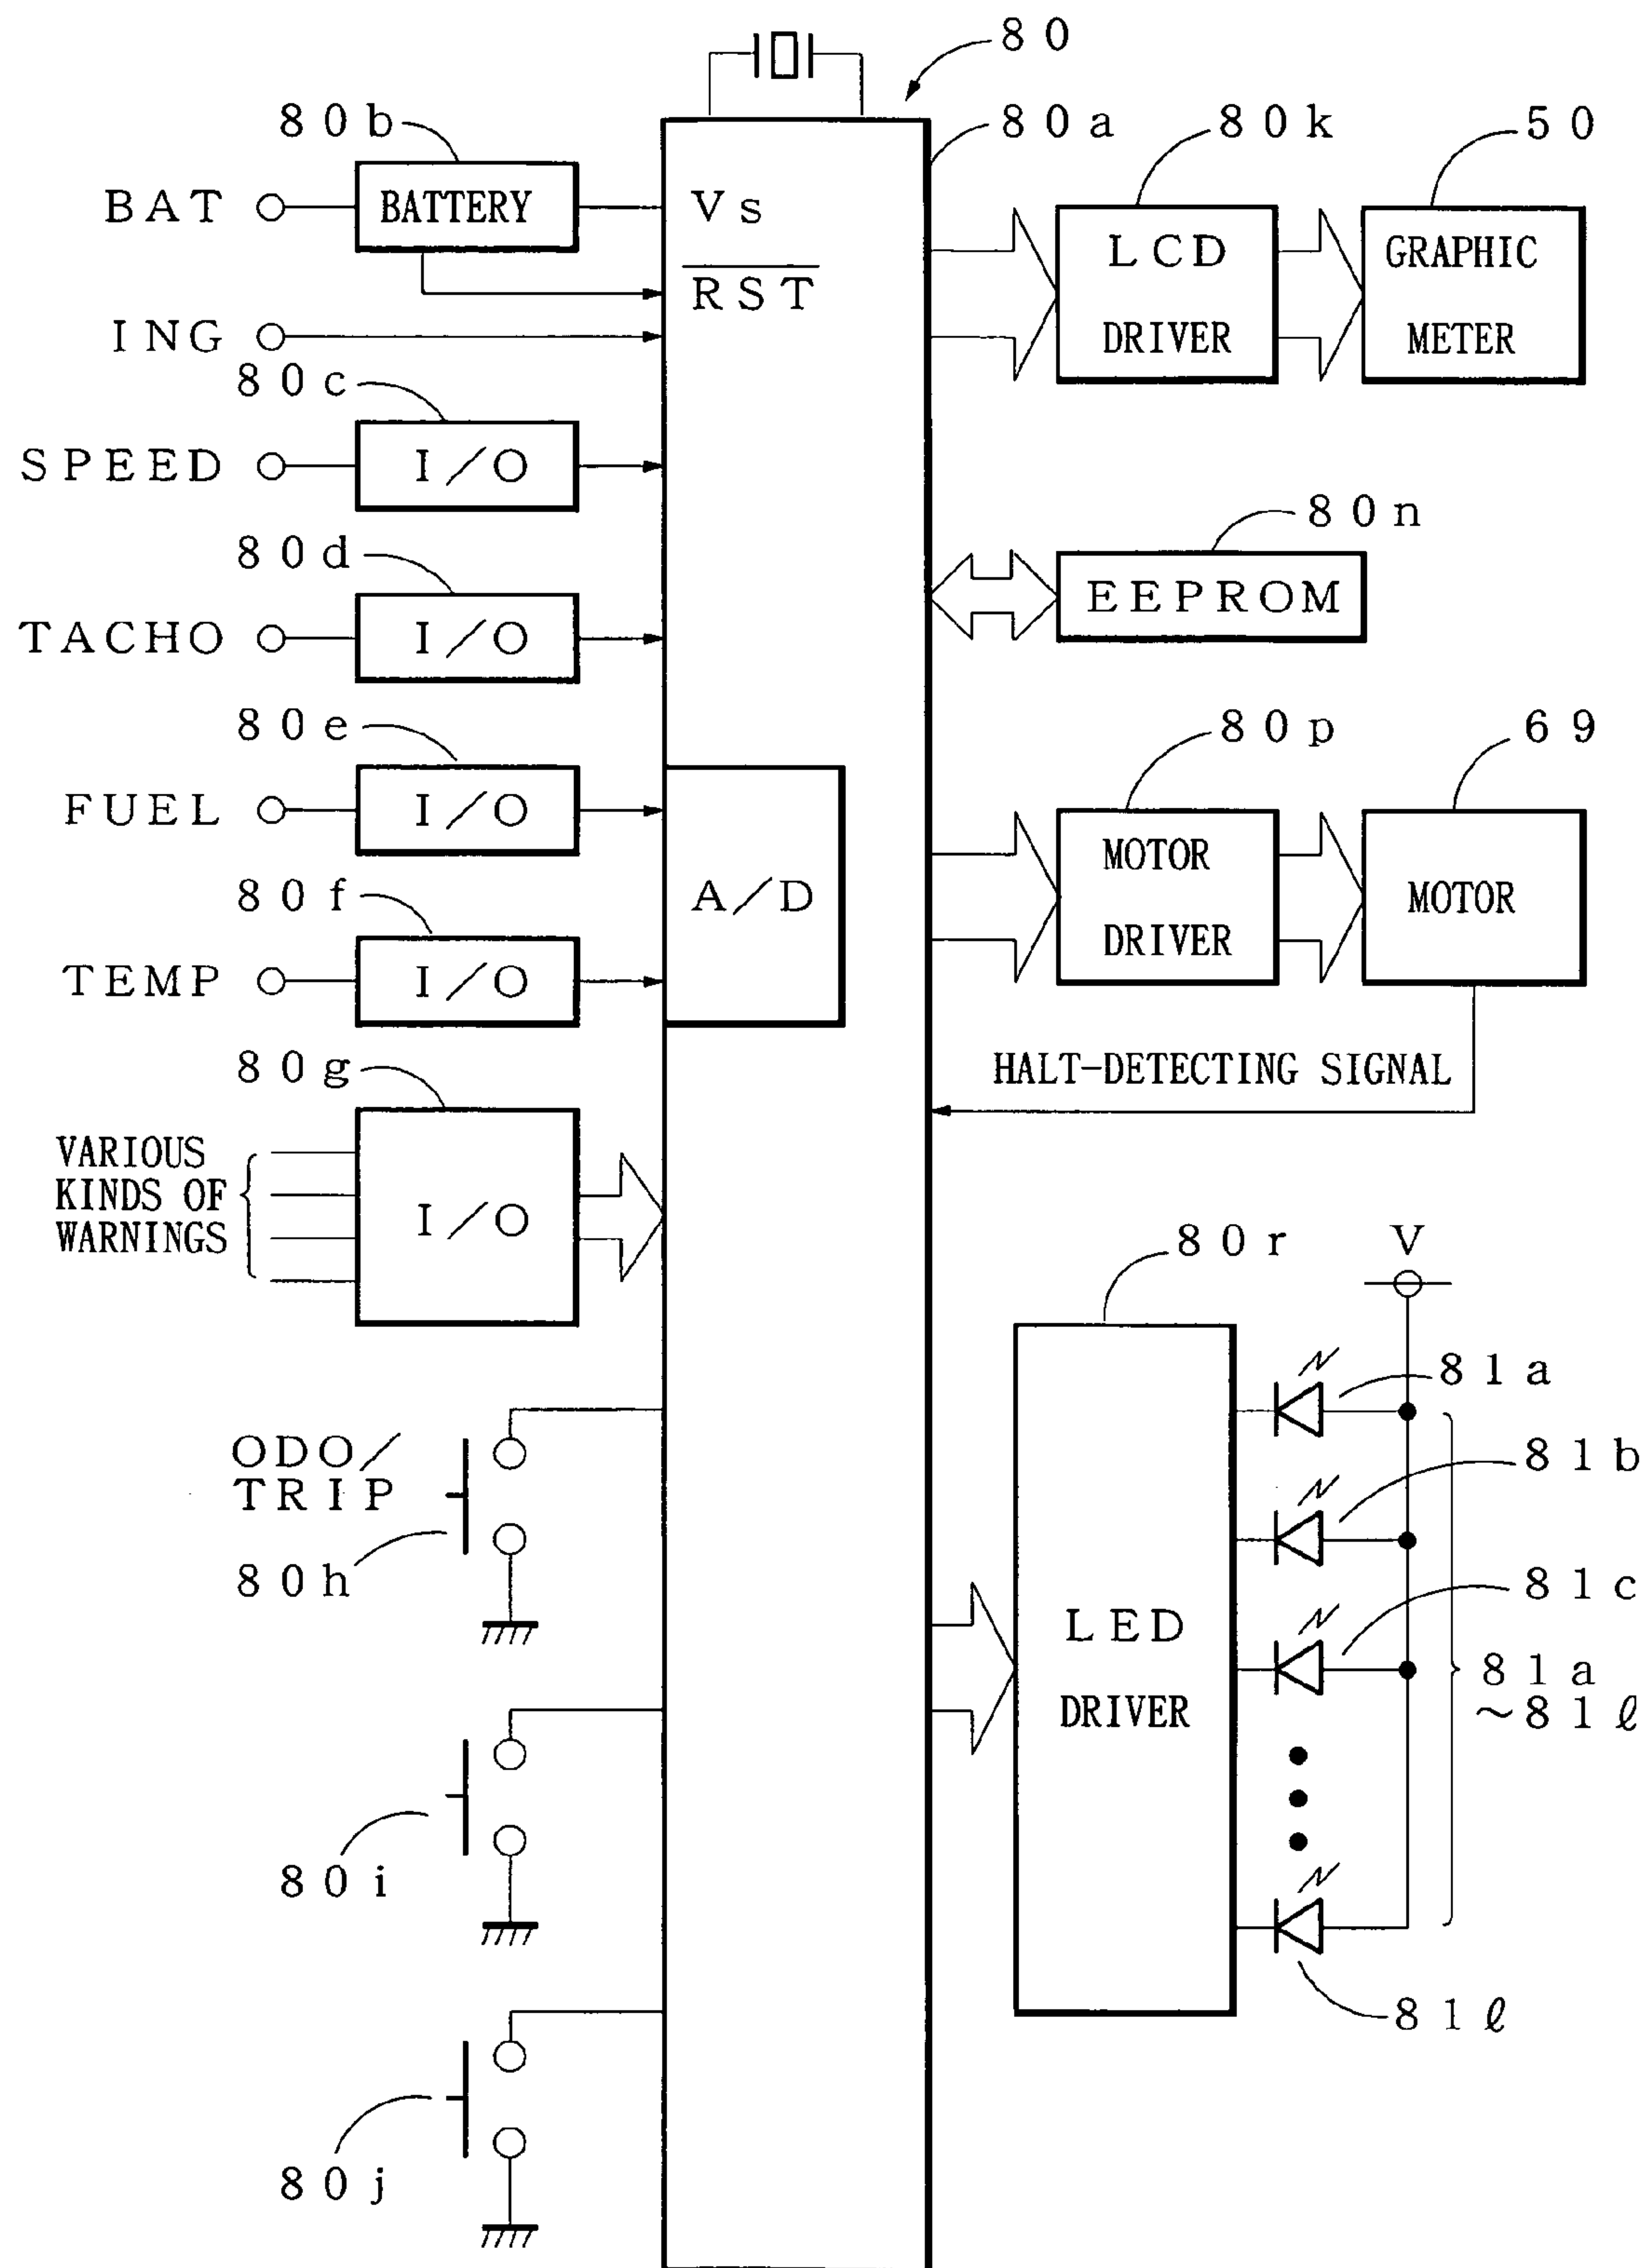 80
80b
80a
80k
50
BAT
BATTERY
Vs
RST
LCD
DRIVER
GRAPHIC
METER
ING
80c
SPEED
I/O
80n
EEPROM
80d
TACHO
I/O
80e
80p
69
FUEL
I/O
A/D
MOTOR
DRIVER
MOTOR
80f
TEMP
I/O
HALT-DETECTING SIGNAL
80g
VARIOUS
KINDS OF
WARNINGS
I/O
80r
V
81a
ODO/
TRIP
80h
81b
81c
LED
DRIVER
81a
~81ℓ
80i
81ℓ
80j